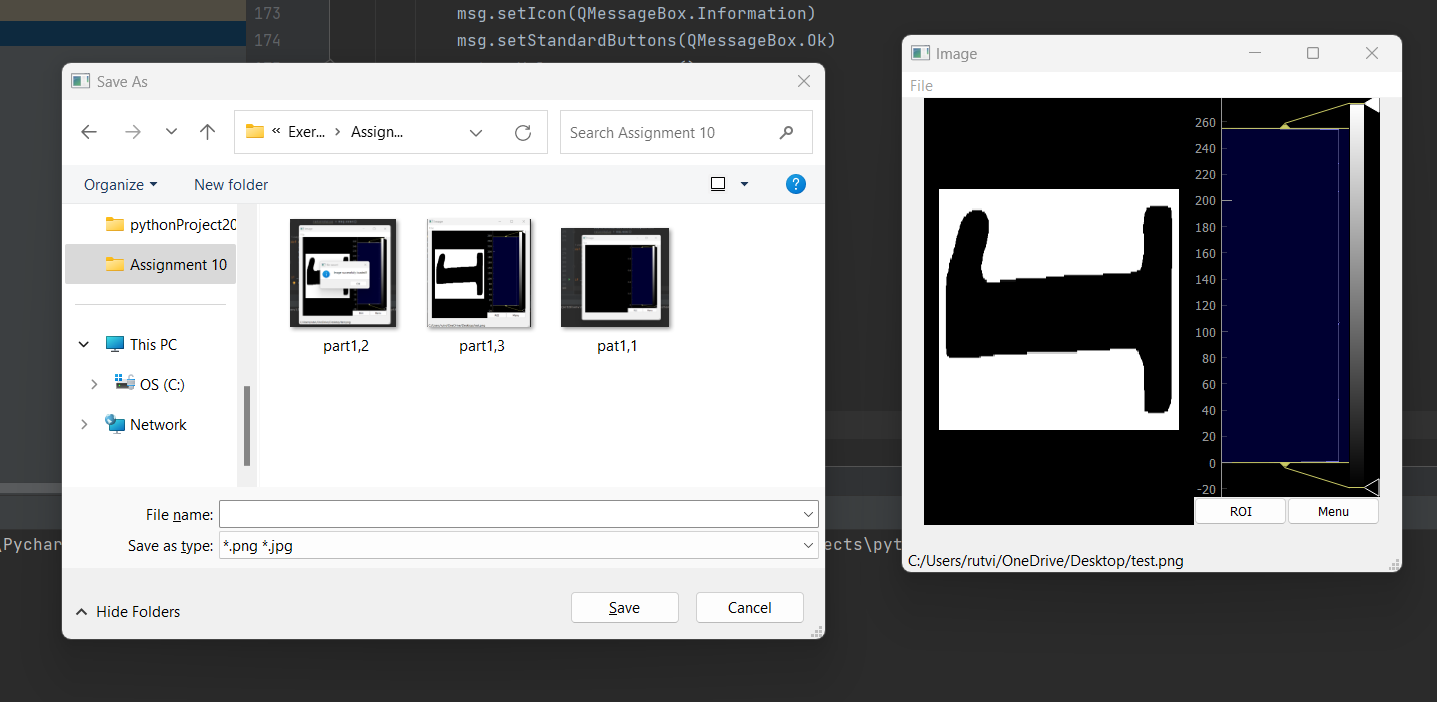 173 msg.setIcon(QMessageBox.Information)
174 msg.setStandardButtons(QMessageBox.Ok)
Save As
« Exer... › Assign...
Search Assignment 10
Organize
New folder
?
pythonProject20
Assignment 10
This PC
OS (C:)
Network
part1,2
part1,3
pat1,1
File name:
Save as type: *.png *.jpg
Hide Folders
Save
Cancel
\Pychar
ects\pyt
Image
File
260
240
220
200
180
160
140
120
100
80
60
40
20
0
-20
ROI
Menu
C:/Users/rutvi/OneDrive/Desktop/test.png